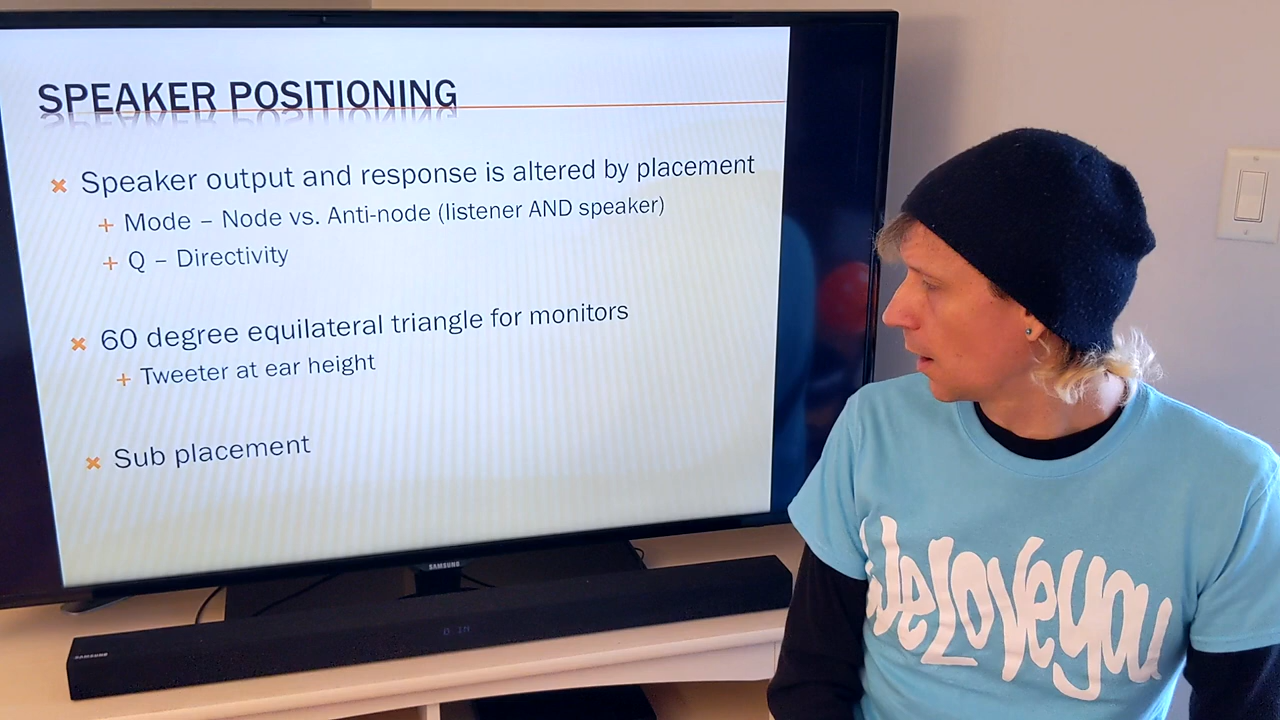 SPEAKER POSITIONING
Speaker output and response is altered by placement
Mode – Node vs. Anti-node (listener AND speaker)
Q – Directivity
60 degree equilateral triangle for monitors
Tweeter at ear height
Sub placement
SAMSUNG
SAMSUNG
WeLoveyou